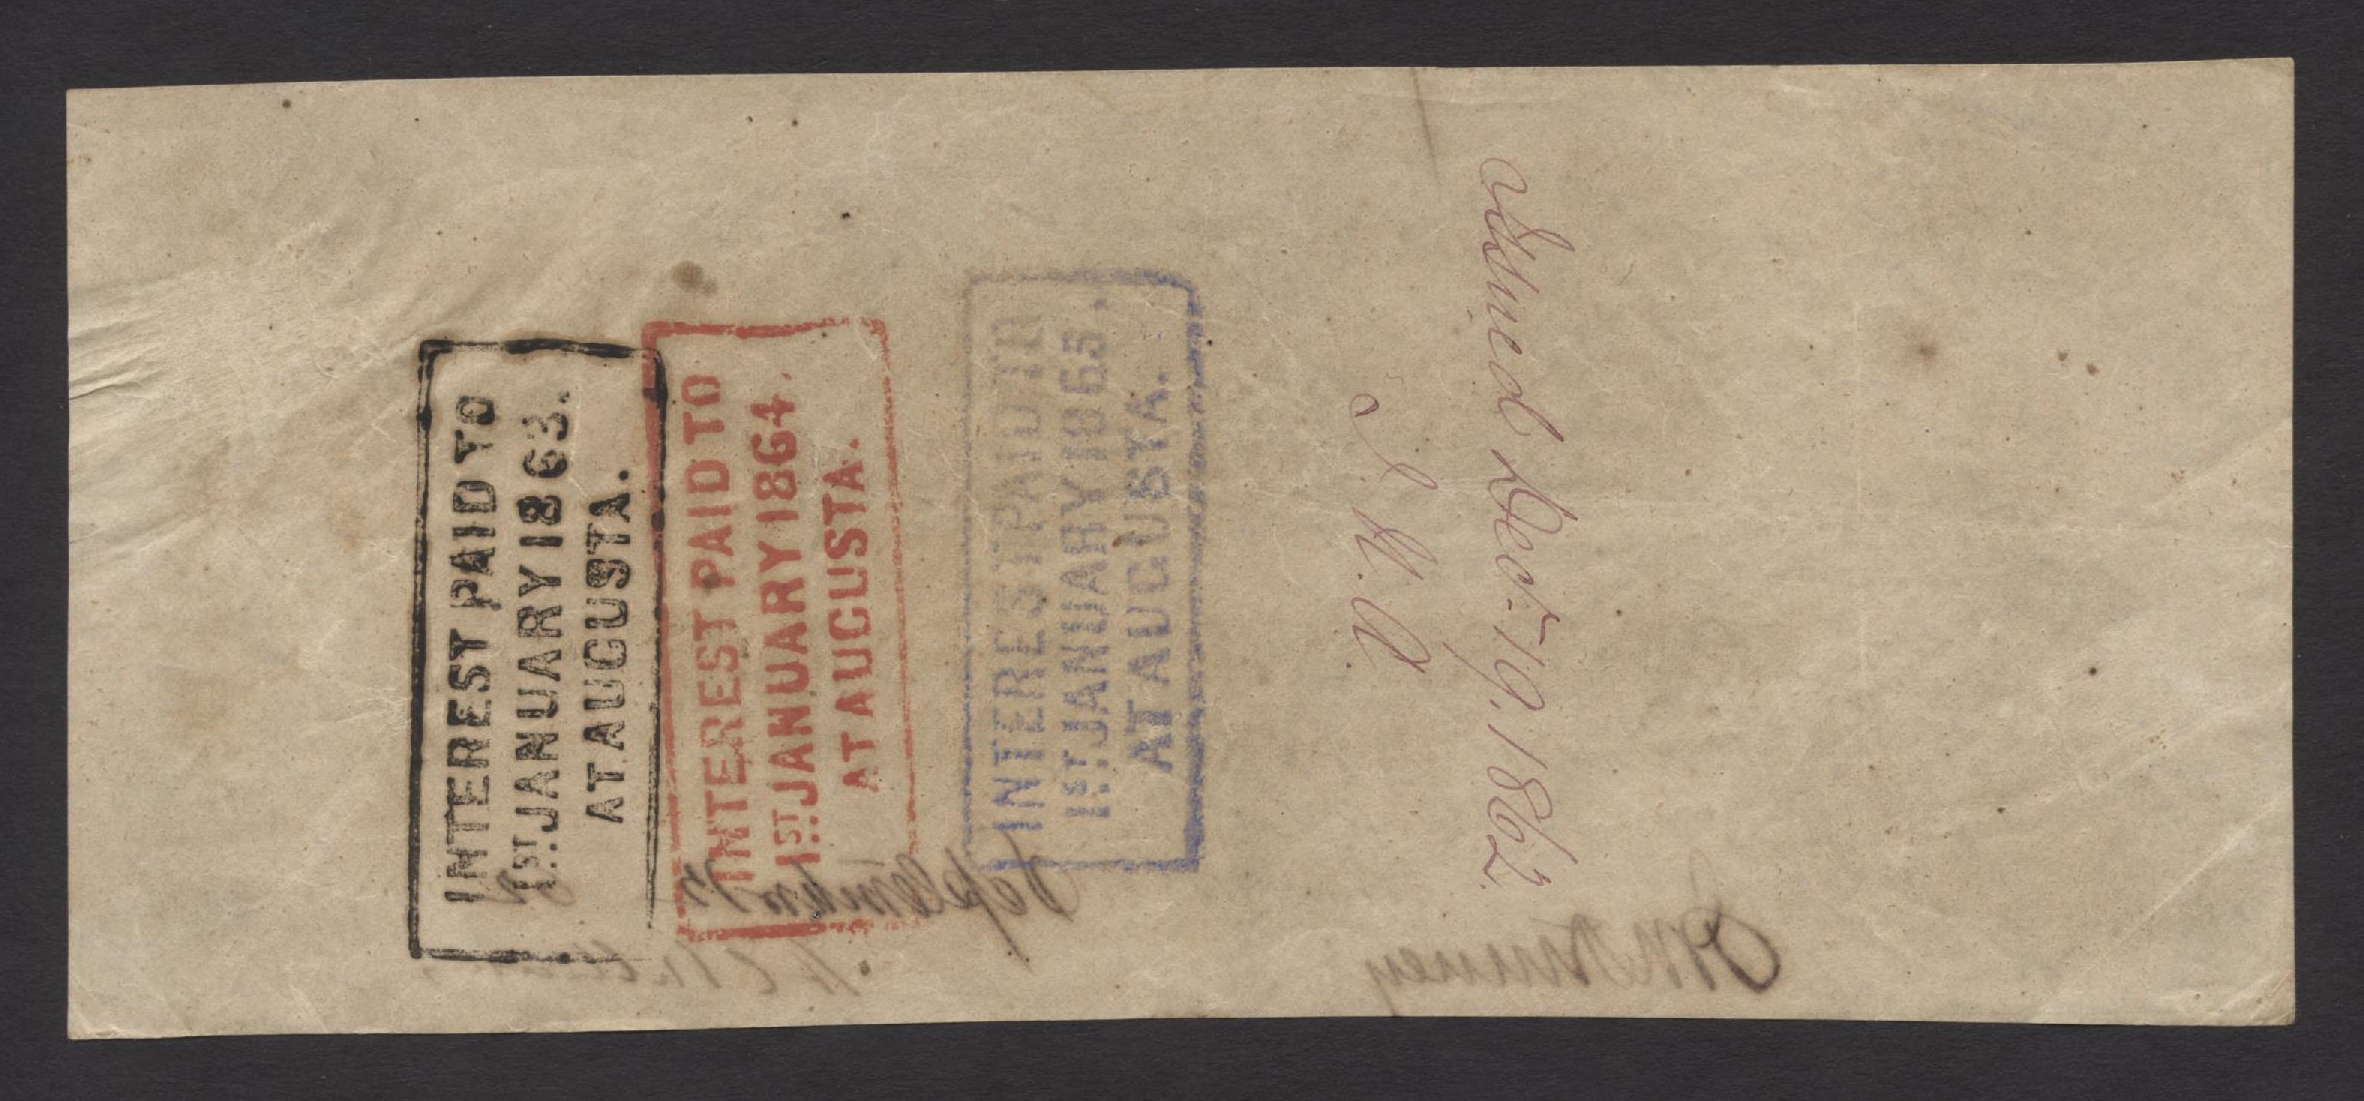 INTEREST PAID TO
1ST. JANUARY 1863.
AT AUGUSTA.
INTEREST PAID TO
1ST. JANUARY 1864.
AT AUGUSTA.
INTEREST PAID TO
1ST. JANUARY 1865.
AT AUGUSTA.
Issued Dec. 19. 1862
September